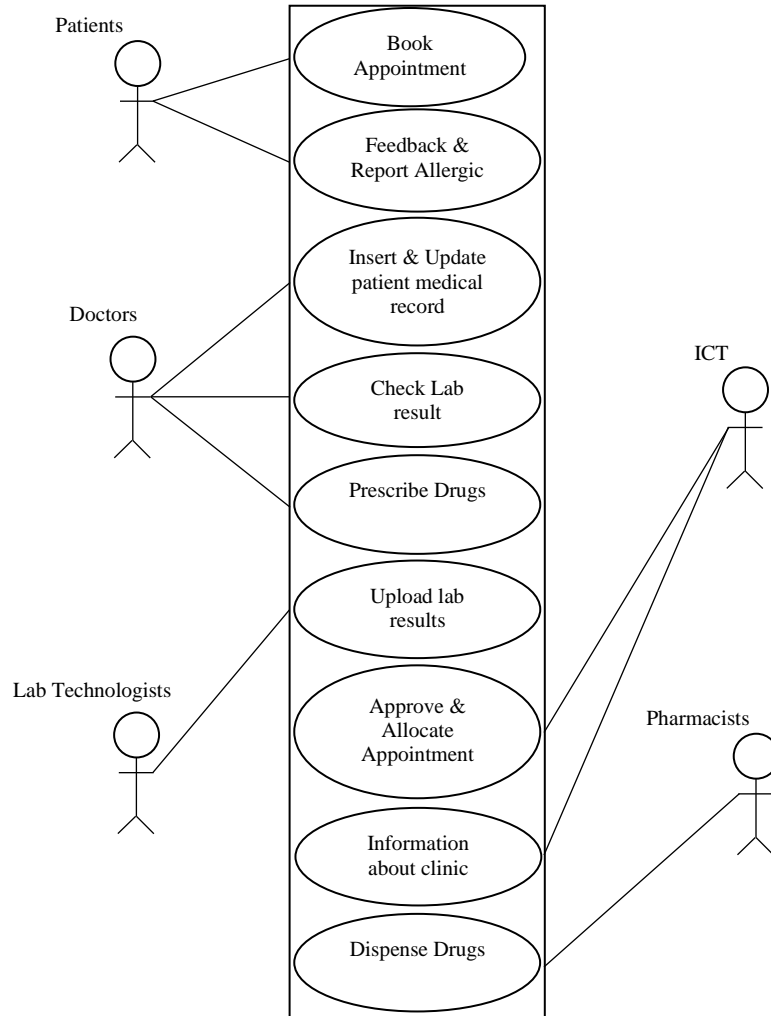 Patients
Book
Appointment
Feedback &
Report Allergic
Insert & Update
patient medical
record
Doctors
ICT
Check Lab
result
Prescribe Drugs
Upload lab
results
Lab Technologists
Approve &
Allocate
Appointment
Pharmacists
Information
about clinic
Dispense Drugs